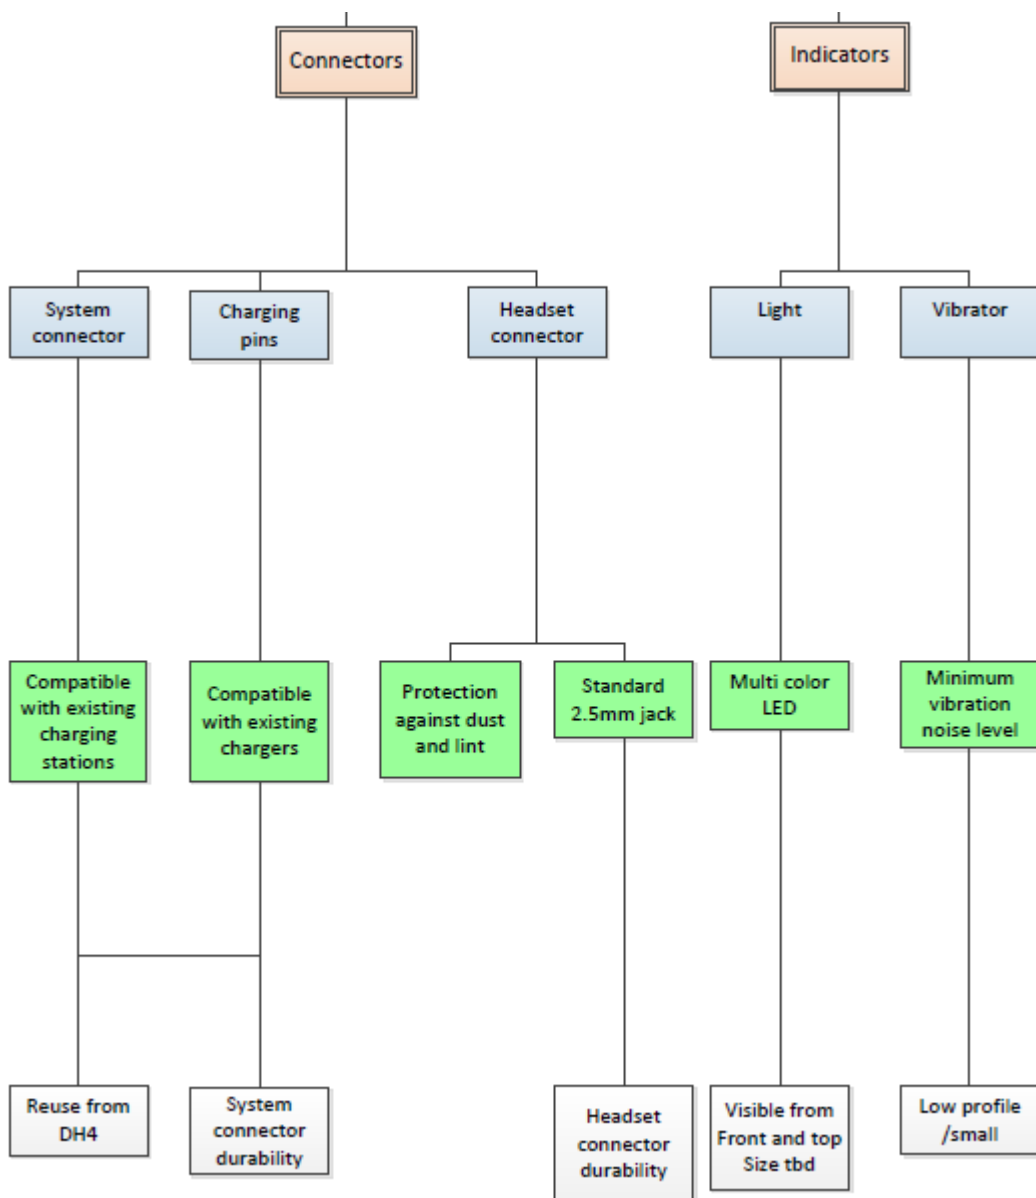 Connectors
Indicators
System
connector
Charging
pins
Headset
connector
Light
Vibrator
Compatible
with existing
charging
stations
Compatible
with existing
chargers
Protection
against dust
and lint
Standard
2.5mm jack
Multi color
LED
Minimum
vibration
noise level
Reuse from
DH4
System
connector
durability
Headset
connector
durability
Visible from
Front and top
Size tbd
Low profile
/small